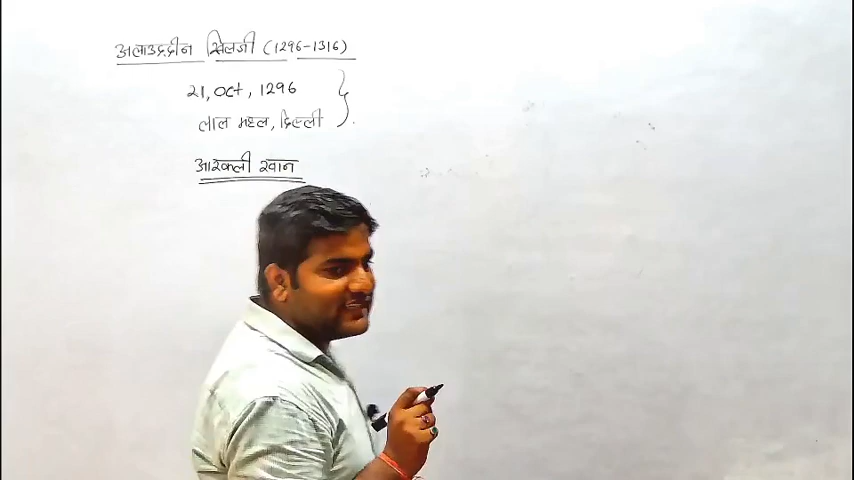 अलाउद्दीन खिलजी (1296-1316)
21, Oct, 1296
लाल महल, दिल्ली
आरकली खान